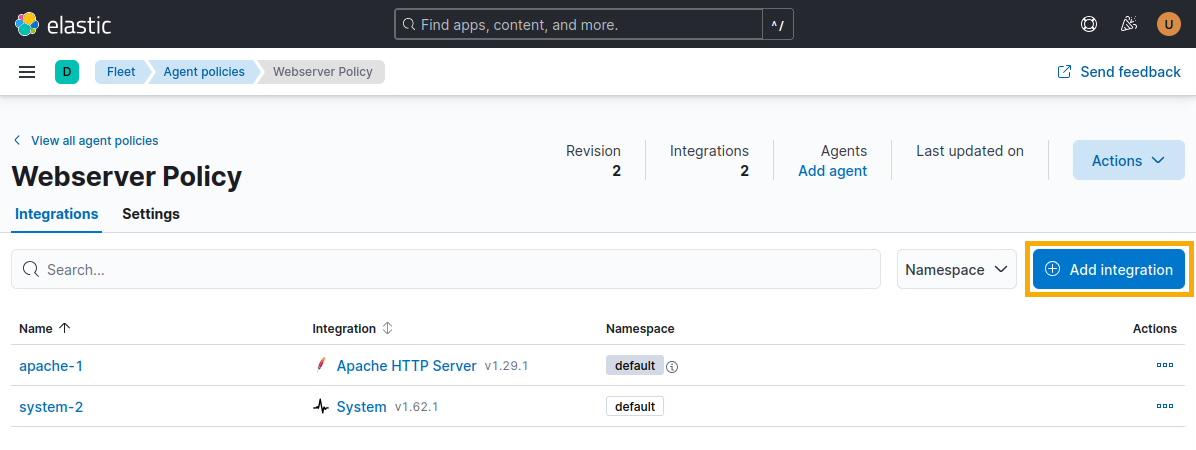 elastic
Find apps, content, and more.
^/
U
D
Fleet
Agent policies
Webserver Policy
Send feedback
View all agent policies
Webserver Policy
Revision
2
Integrations
2
Agents
Add agent
Last updated on
Actions
Integrations
Settings
Search...
Namespace
Add integration
Name
Integration
Namespace
Actions
apache-1
Apache HTTP Server v1.29.1
default
system-2
System v1.62.1
default